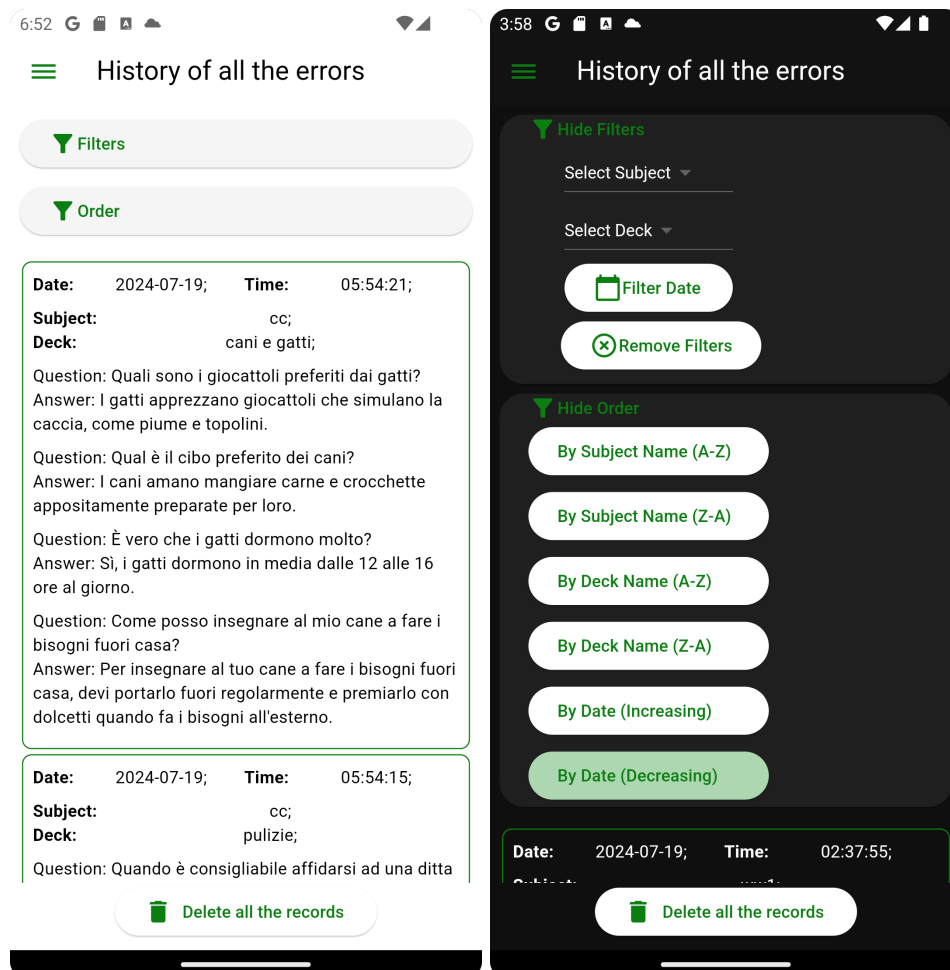 6:52
History of all the errors
Filters
Order
Date: 2024-07-19; Time: 05:54:21;
Subject: cc;
Deck: cani e gatti;
Question: Quali sono i giocattoli preferiti dai gatti?
Answer: I gatti apprezzano giocattoli che simulano la
caccia, come piume e topolini.
Question: Qual è il cibo preferito dei cani?
Answer: I cani amano mangiare carne e crocchette
appositamente preparate per loro.
Question: È vero che i gatti dormono molto?
Answer: Sì, i gatti dormono in media dalle 12 alle 16
ore al giorno.
Question: Come posso insegnare al mio cane a fare i
bisogni fuori casa?
Answer: Per insegnare al tuo cane a fare i bisogni fuori
casa, devi portarlo fuori regolarmente e premiarlo con
dolcetti quando fa i bisogni all'esterno.
Date: 2024-07-19; Time: 05:54:15;
Subject: cc;
Deck: pulizie;
Question: Quando è consigliabile affidarsi ad una ditta
Delete all the records
3:58
History of all the errors
Hide Filters
Select Subject
Select Deck
Filter Date
Remove Filters
Hide Order
By Subject Name (A-Z)
By Subject Name (Z-A)
By Deck Name (A-Z)
By Deck Name (Z-A)
By Date (Increasing)
By Date (Decreasing)
Date: 2024-07-19; Time: 02:37:55;
Subject:
Delete all the records